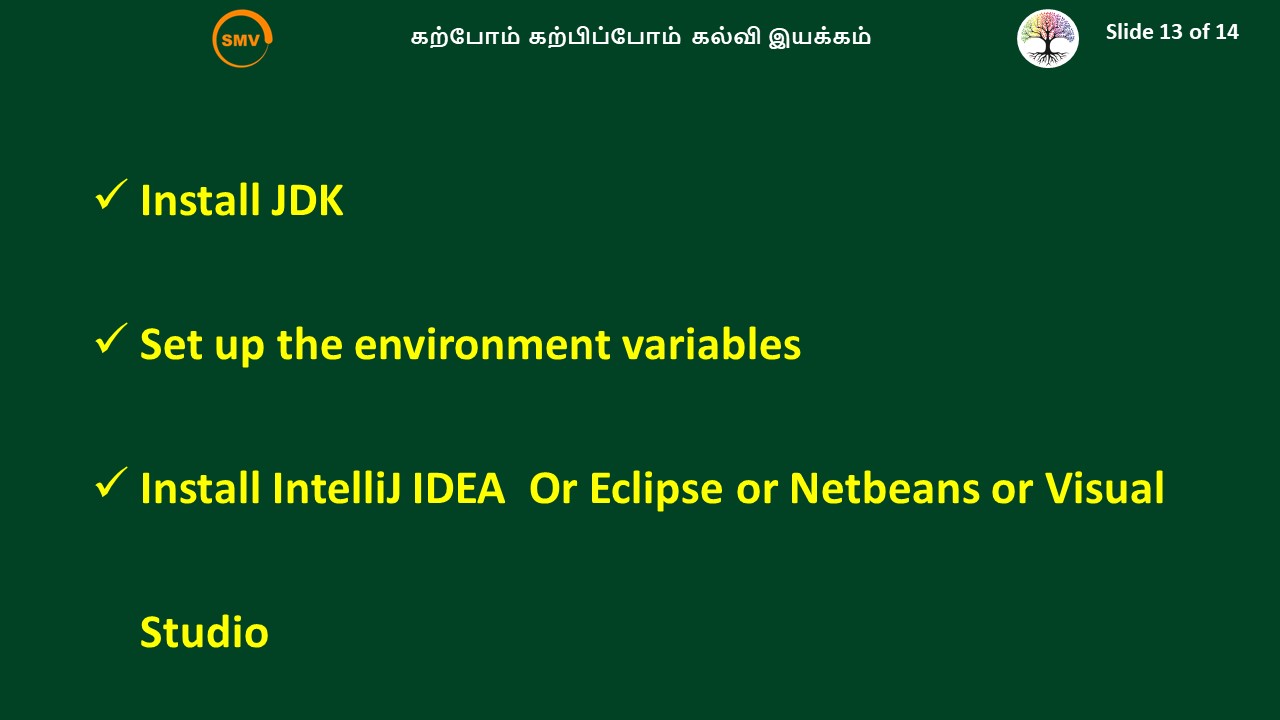 SMV
கற்போம் கற்பிப்போம் கல்வி இயக்கம்
Slide 13 of 14
✓ Install JDK
✓ Set up the environment variables
✓ Install IntelliJ IDEA  Or Eclipse or Netbeans or Visual
Studio